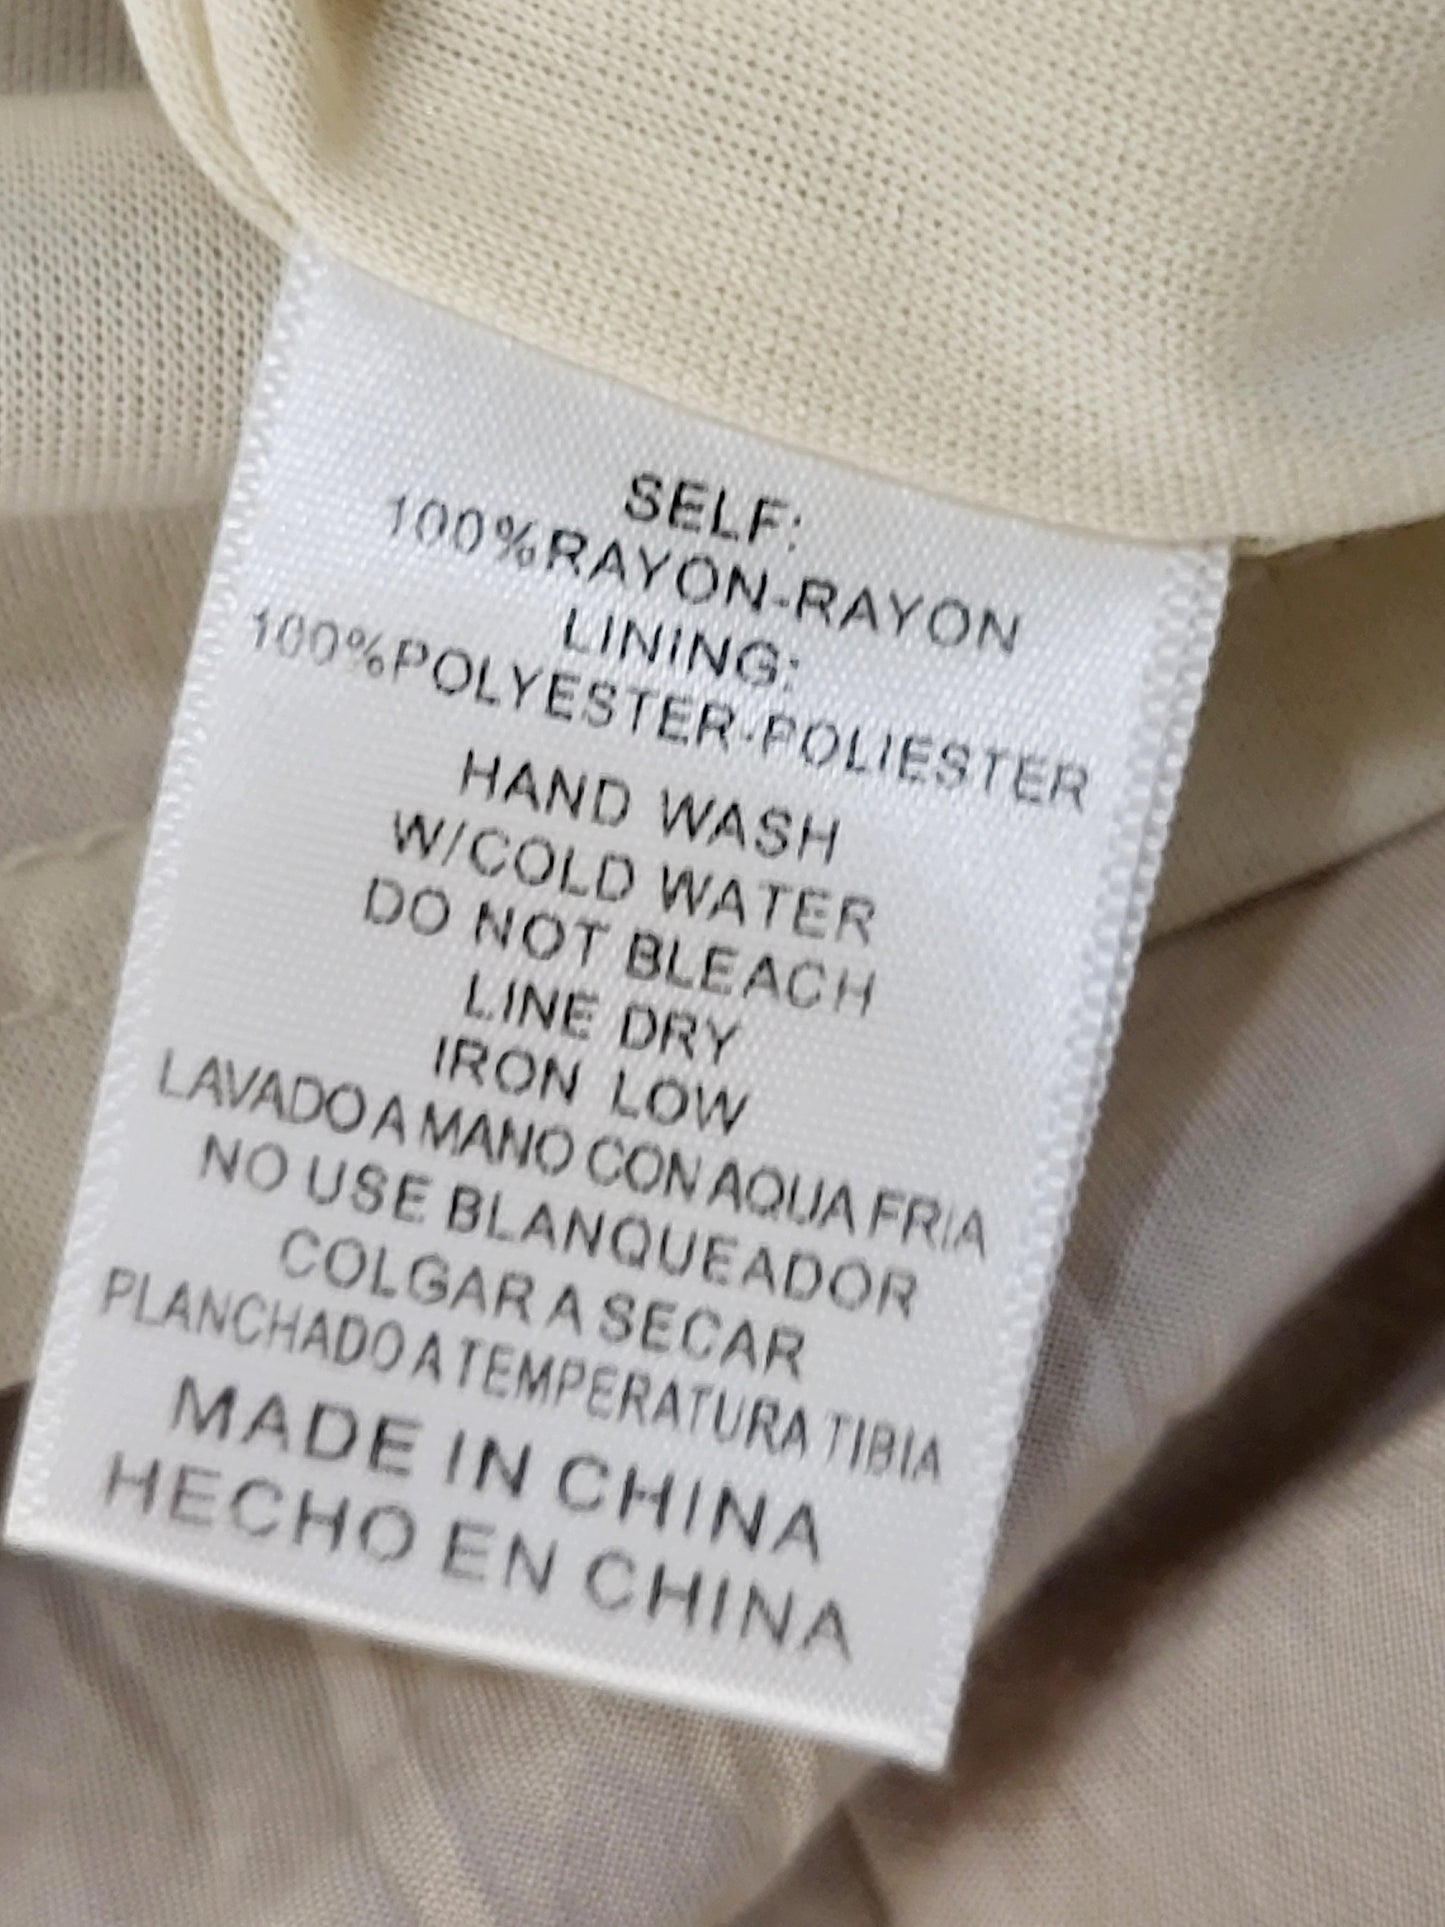 SELF:
100%RAYON-RAYON
LINING:
100%POLYESTER-POLIESTER
HAND WASH
W/COLD WATER
DO NOT BLEACH
LINE DRY
IRON LOW
LAVADO A MANO CON AQUA FRIA
NO USE BLANQUEADOR
COLGAR A SECAR
PLANCHADO A TEMPERATURA TIBIA
MADE IN CHINA
HECHO EN CHINA